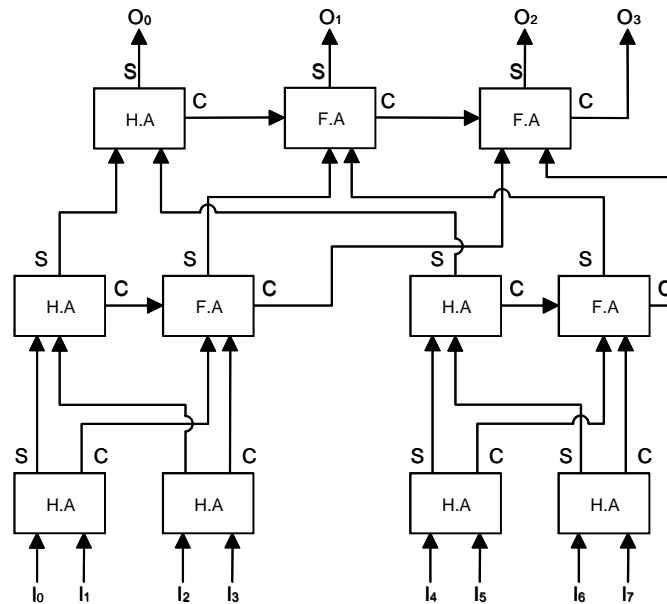 O0 O1 O2 O3
S S S
C C C
H.A F.A F.A
S S S S
C C C C
H.A F.A H.A F.A
S C C S C S C
H.A H.A H.A H.A
I0 I1 I2 I3 I4 I5 I6 I7